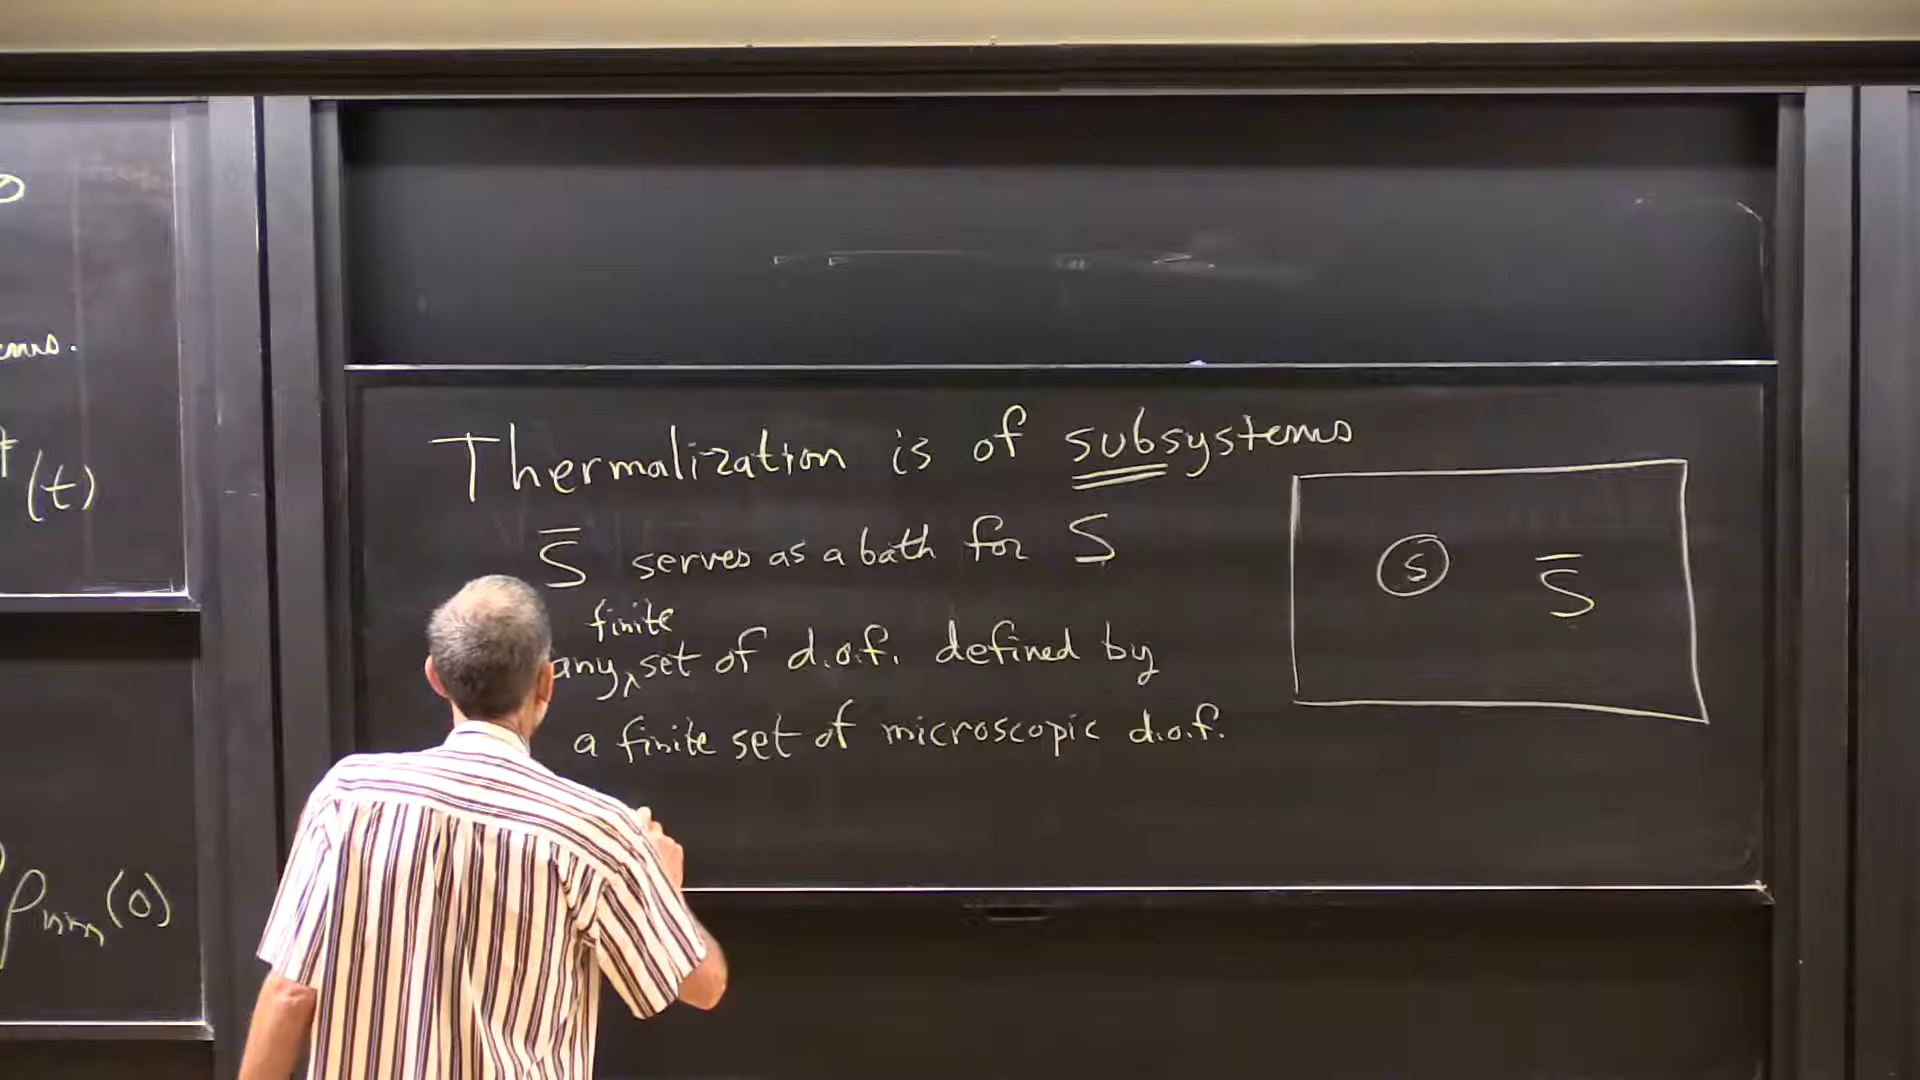 (t)
ρnm(0)
Thermalization is of subsystems
S̅ serves as a bath for S
finite
any‸set of d.o.f. defined by
a finite set of microscopic d.o.f.
S S̅